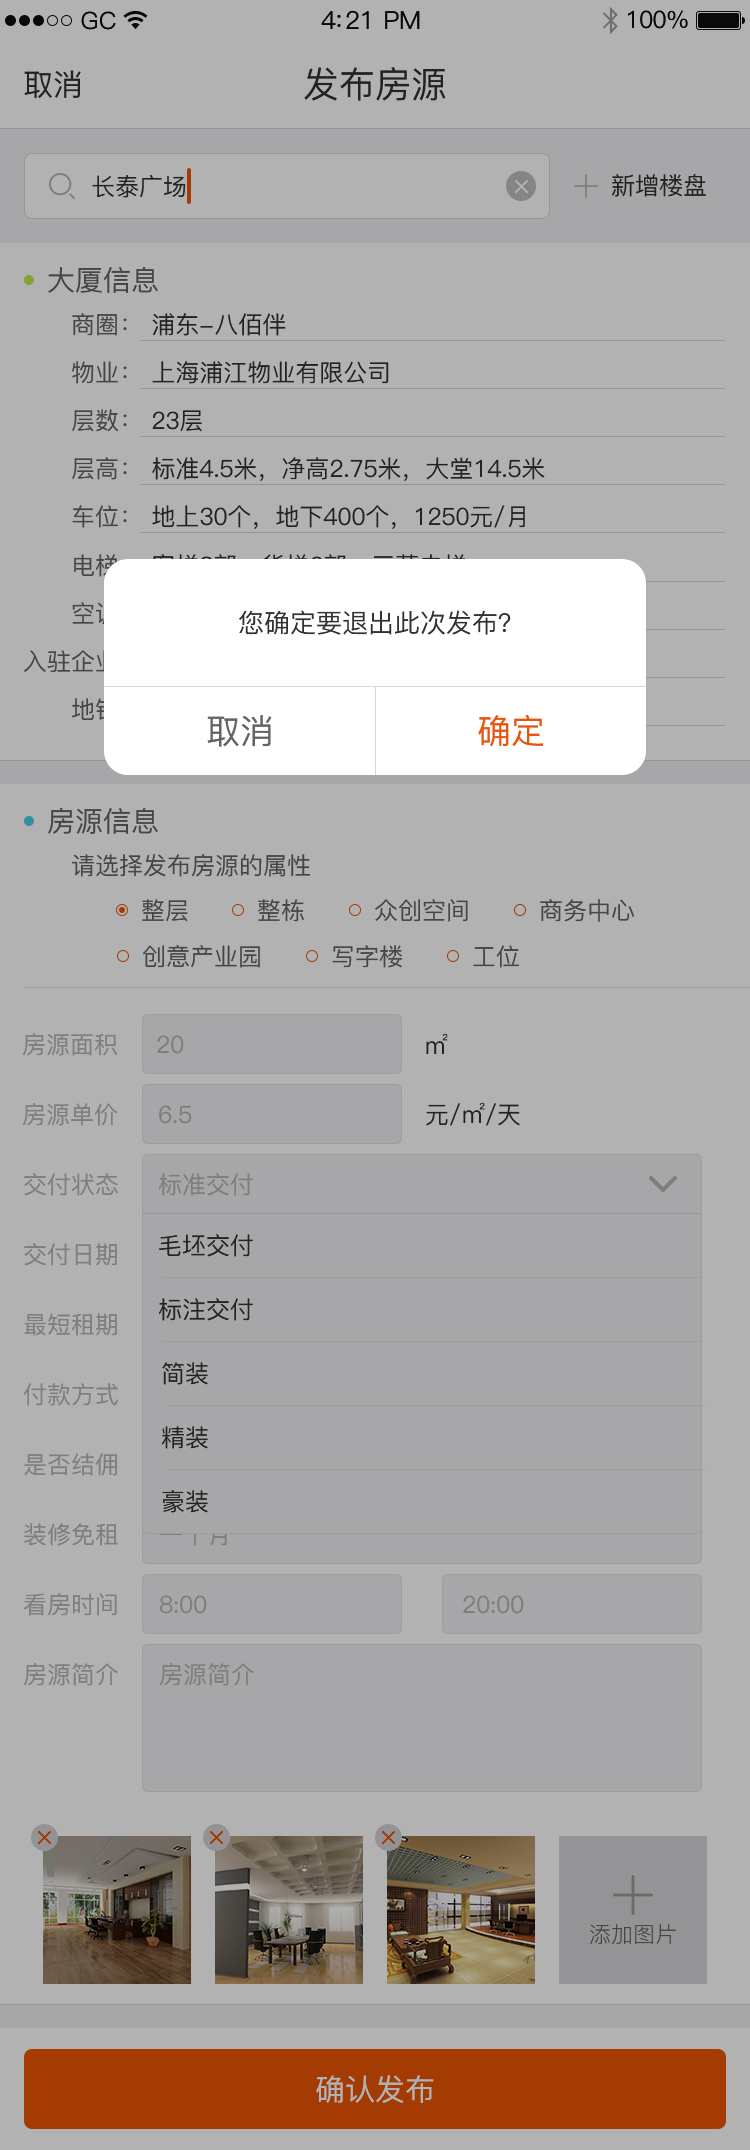 GC 4:21 PM 100%
取消 发布房源
长泰广场 新增楼盘
大厦信息
商圈： 浦东-八佰伴
物业： 上海浦江物业有限公司
层数： 23层
层高： 标准4.5米，净高2.75米，大堂14.5米
车位： 地上30个，地下400个，1250元/月
电梯
空调
入驻企业
地铁
您确定要退出此次发布?
取消 确定
房源信息
请选择发布房源的属性
整层 整栋 众创空间 商务中心
创意产业园 写字楼 工位
房源面积 20 ㎡
房源单价 6.5 元/㎡/天
交付状态 标准交付
毛坯交付
交付日期
标注交付
最短租期
简装
付款方式
精装
是否结佣
豪装
装修免租 一个月
看房时间 8:00 20:00
房源简介 房源简介
添加图片
确认发布